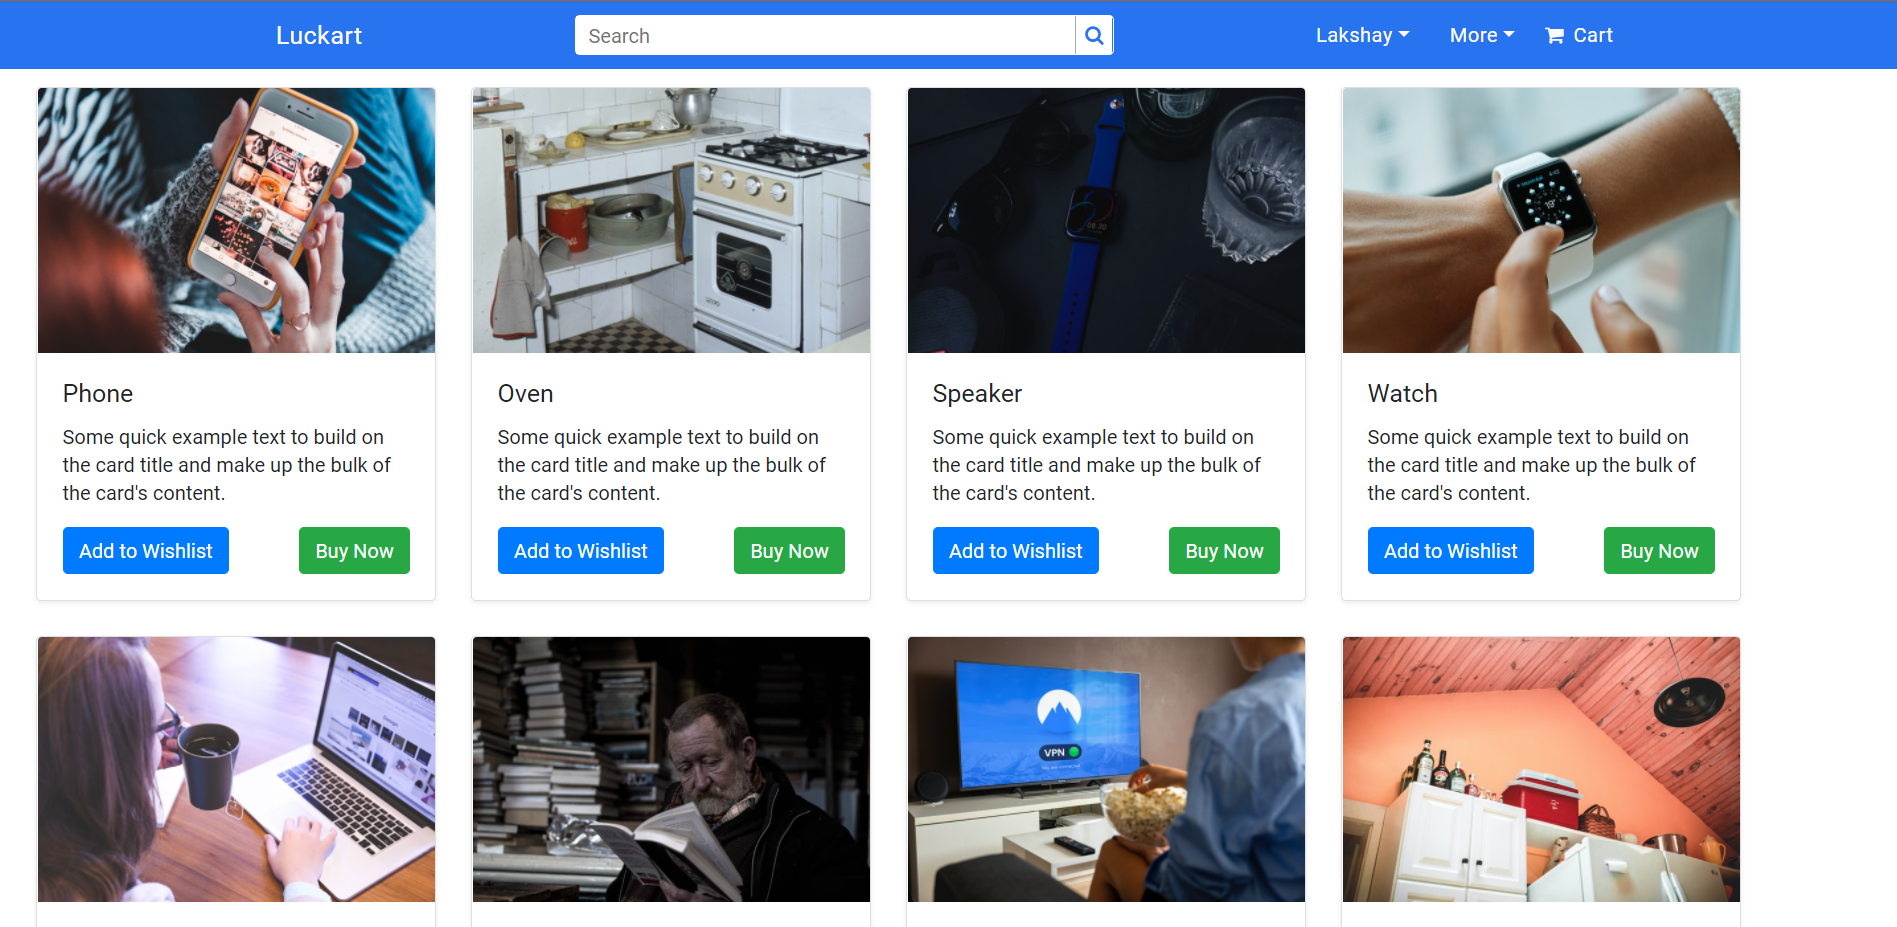 Luckart
Search
Lakshay
More
Cart
Phone
Some quick example text to build on
the card title and make up the bulk of
the card's content.
Add to Wishlist
Buy Now
Oven
Some quick example text to build on
the card title and make up the bulk of
the card's content.
Add to Wishlist
Buy Now
Speaker
Some quick example text to build on
the card title and make up the bulk of
the card's content.
Add to Wishlist
Buy Now
Watch
Some quick example text to build on
the card title and make up the bulk of
the card's content.
Add to Wishlist
Buy Now
VPN